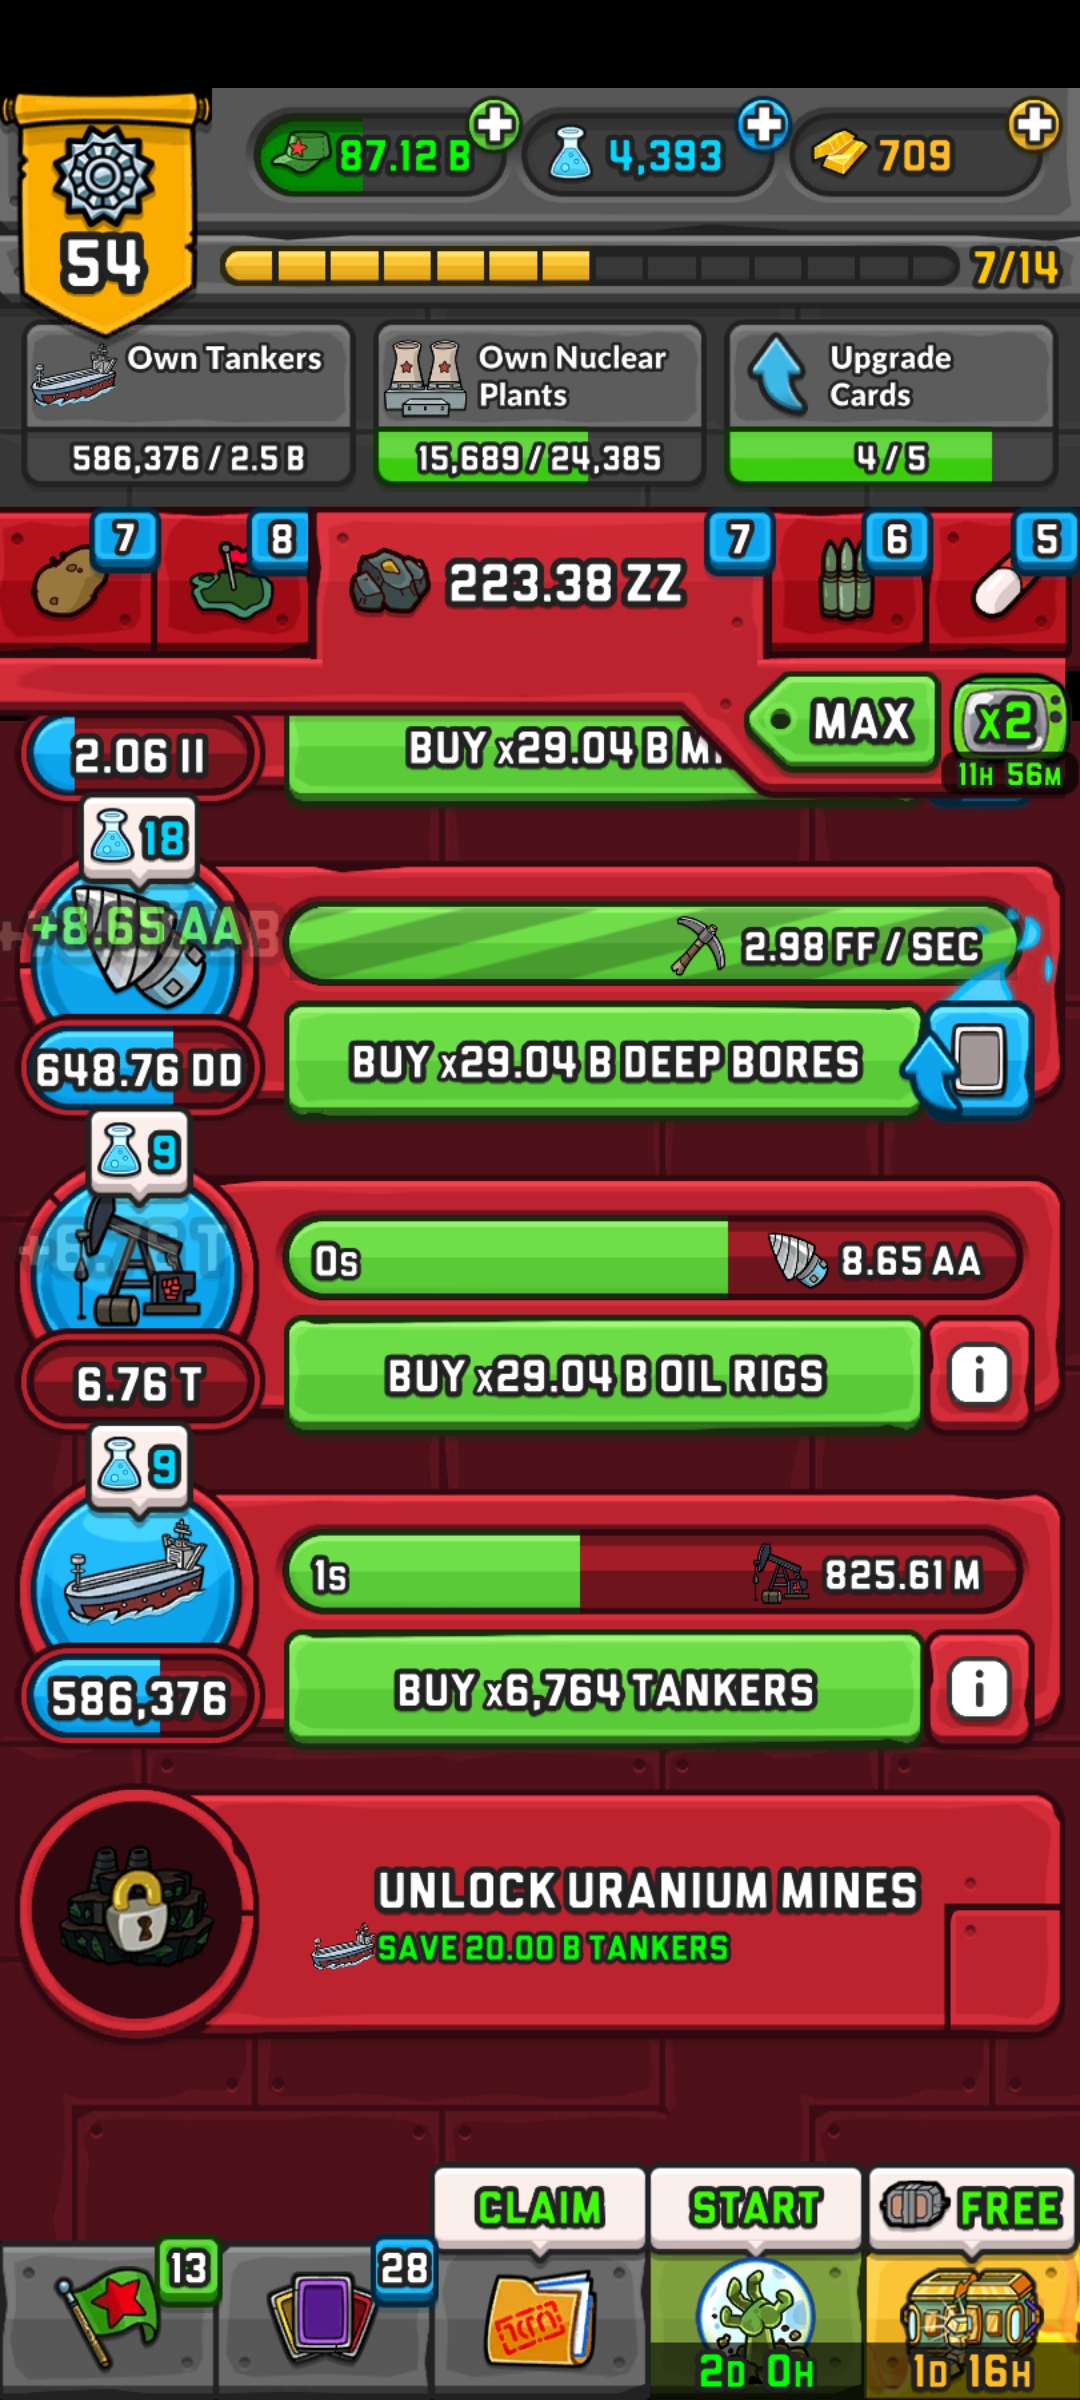 87.12 B
4,393
709
54
7/14
Own Tankers
586,376 / 2.5 B
Own Nuclear
Plants
15,689 / 24,385
Upgrade
Cards
4 / 5
7
8
223.38 ZZ
7
6
5
MAX
x2
11H 56M
2.06 II
BUY x29.04 B
18
+8.65 AA
2.98 FF / SEC
648.76 DD
BUY x29.04 B DEEP BORES
9
0s
8.65 AA
6.76 T
BUY x29.04 B OIL RIGS
9
1s
825.61 M
586,376
BUY x6,764 TANKERS
UNLOCK URANIUM MINES
SAVE 20.00 B TANKERS
CLAIM
START
FREE
13
28
2D 0H
1D 16H